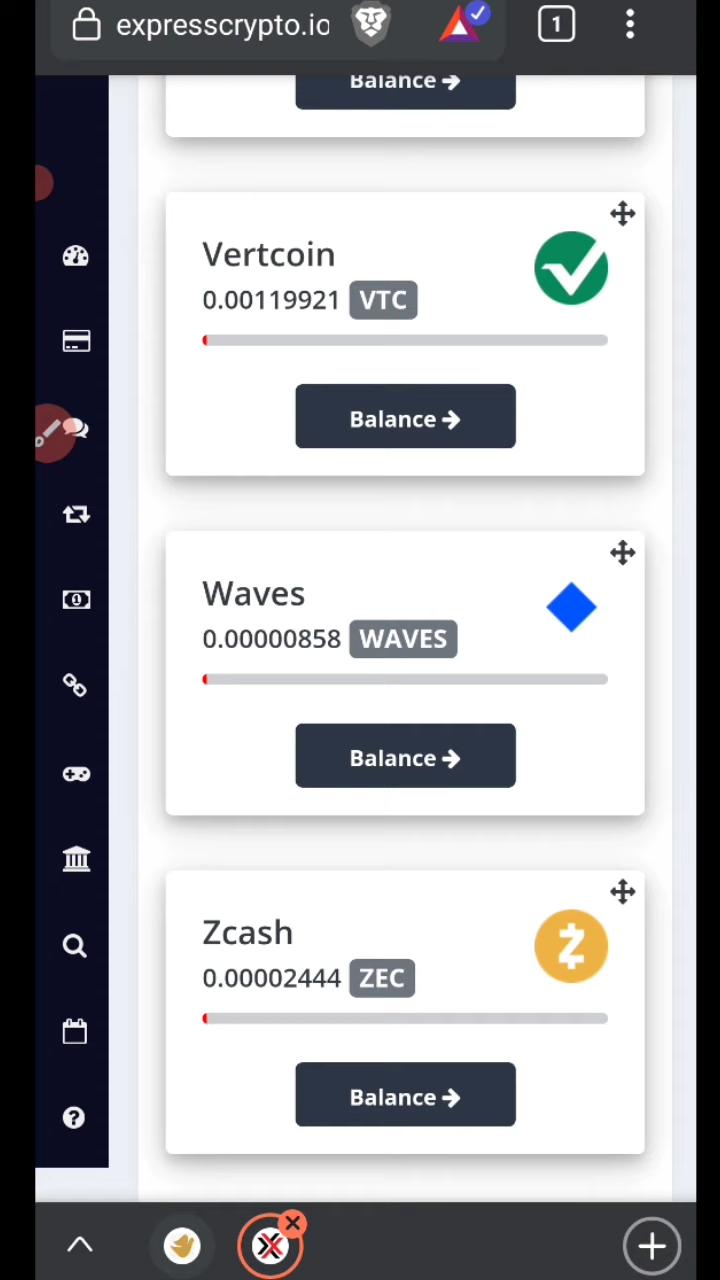 expresscrypto.io
1
Balance
Vertcoin
0.00119921 VTC
Balance
Waves
0.00000858 WAVES
Balance
Zcash
0.00002444 ZEC
Balance